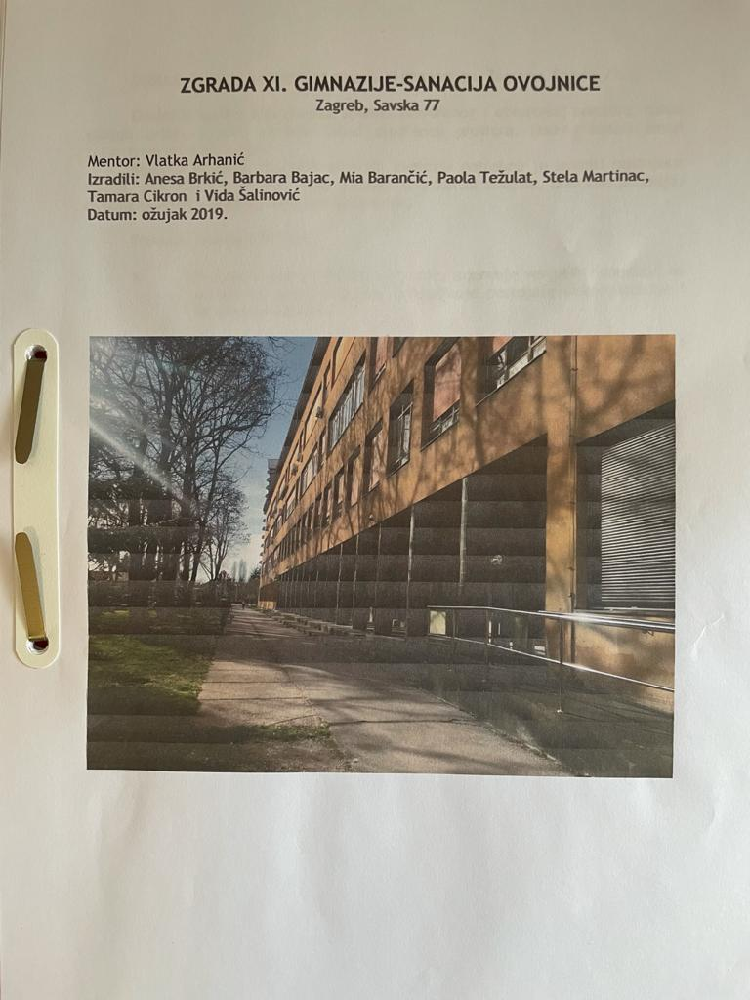 ZGRADA XI. GIMNAZIJE-SANACIJA OVOJNICE
Zagreb, Savska 77
Mentor: Vlatka Arhanić
Izradili: Anesa Brkić, Barbara Bajac, Mia Barančić, Paola Težulat, Stela Martinac,
Tamara Cikron i Vida Šalinović
Datum: ožujak 2019.